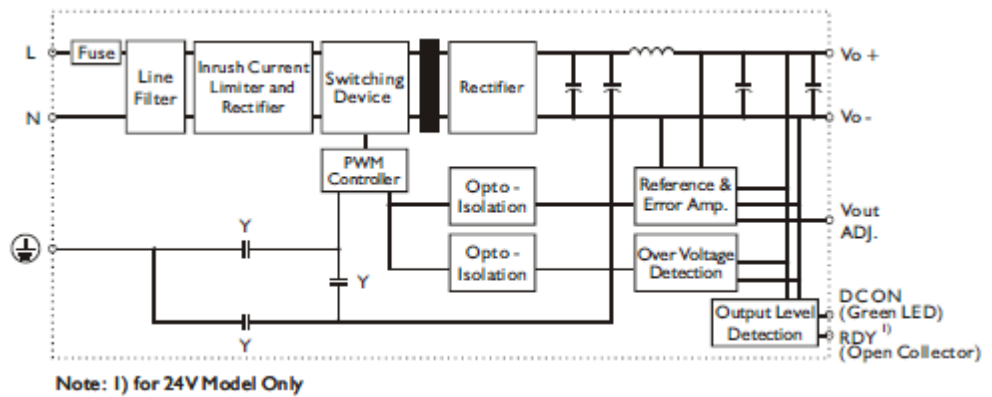 L
Fuse
N
Line
Filter
Inrush Current
Limiter and
Rectifier
Switching
Device
Rectifier
Vo +
Vo -
PWM
Controller
Opto -
Isolation
Reference &
Error Amp.
Vout
ADJ.
Y
Y
Y
Opto -
Isolation
Over Voltage
Detection
Output Level
Detection
DCON
(Green LED)
RDY 1)
(Open Collector)
Note: 1) for 24V Model Only